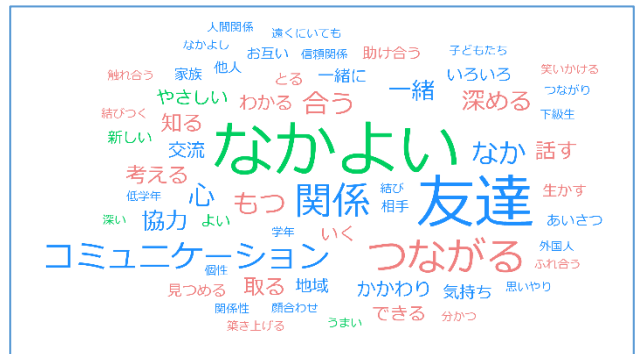 人間関係 遠くにいても
なかよし お互い 信頼関係 助け合う 子どもたち
触れ合う 家族 他人 とる 一緒に 一緒 いろいろ 笑いかける
結びつく やさしい わかる 合う 深める つながり
新しい 知る 下級生
交流 なかよい なか 話す
考える
低学年 心 もつ 関係 結び 友達 生かす
深い 協力 よい 相手 あいさつ
学年 いく
コミュニケーション つながる 外国人
個性 ふれ合う
見つめる 取る 地域 かかわり 気持ち 思いやり
関係性 顔合わせ できる 分かつ
築き上げる うまい